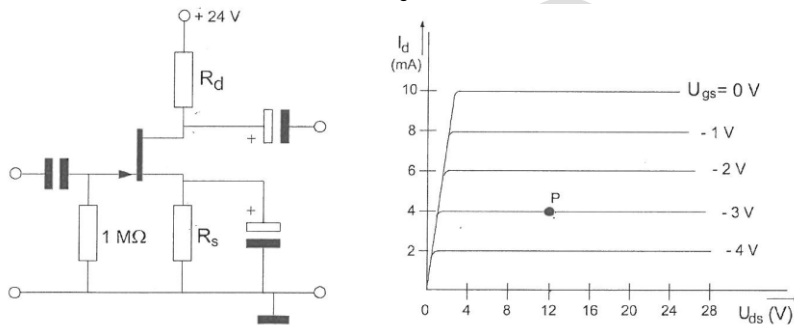 + 24 V
R_d
+
1 MΩ
R_s
+
I_d
(mA)
10
8
6
4
2
U_gs = 0 V
- 1 V
- 2 V
P
- 3 V
- 4 V
0 4 8 12 16 20 24 28 U_ds (V)